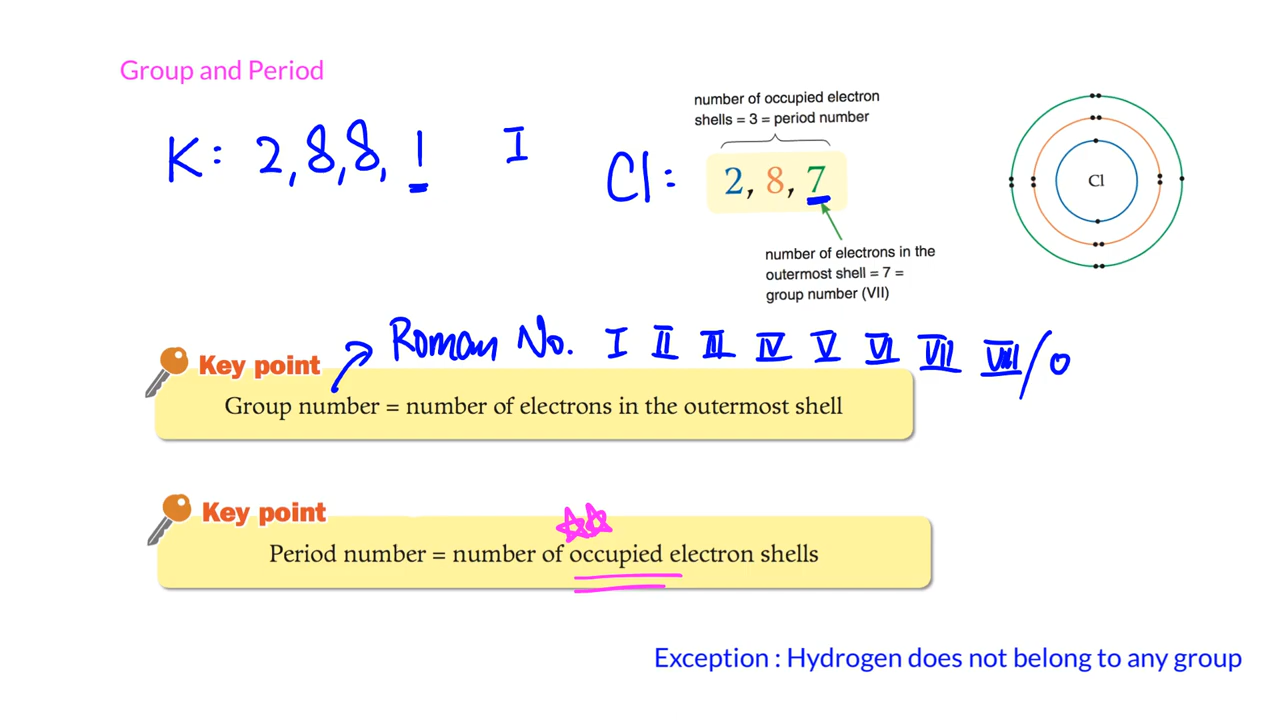 Group and Period
K: 2,8,8, 1 I
number of occupied electron
shells = 3 = period number
Cl: 2, 8, 7
Cl
number of electrons in the
outermost shell = 7 =
group number (VII)
Roman No. I II III IV V VI VII VIII/0
Key point
Group number = number of electrons in the outermost shell
Key point
Period number = number of occupied electron shells
Exception : Hydrogen does not belong to any group